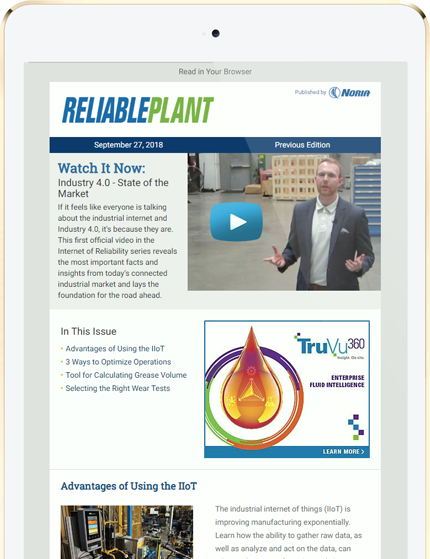 Read in Your Browser
Published by NORIA
RELIABLEPLANT
September 27, 2018
Previous Edition
Watch It Now:
Industry 4.0 - State of the
Market
If it feels like everyone is talking
about the industrial internet and
Industry 4.0, it's because they are.
This first official video in the
Internet of Reliability series reveals
the most important facts and
insights from today's connected
industrial market and lays the
foundation for the road ahead.
In This Issue
• Advantages of Using the IIoT
• 3 Ways to Optimize Operations
• Tool for Calculating Grease Volume
• Selecting the Right Wear Tests
TruVu360
Insight. On-site.
ENTERPRISE
FLUID INTELLIGENCE
LEARN MORE >
Advantages of Using the IIoT
The industrial internet of things (IIoT) is
improving manufacturing exponentially.
Learn how the ability to gather raw data, as
well as analyze and act on the data, can